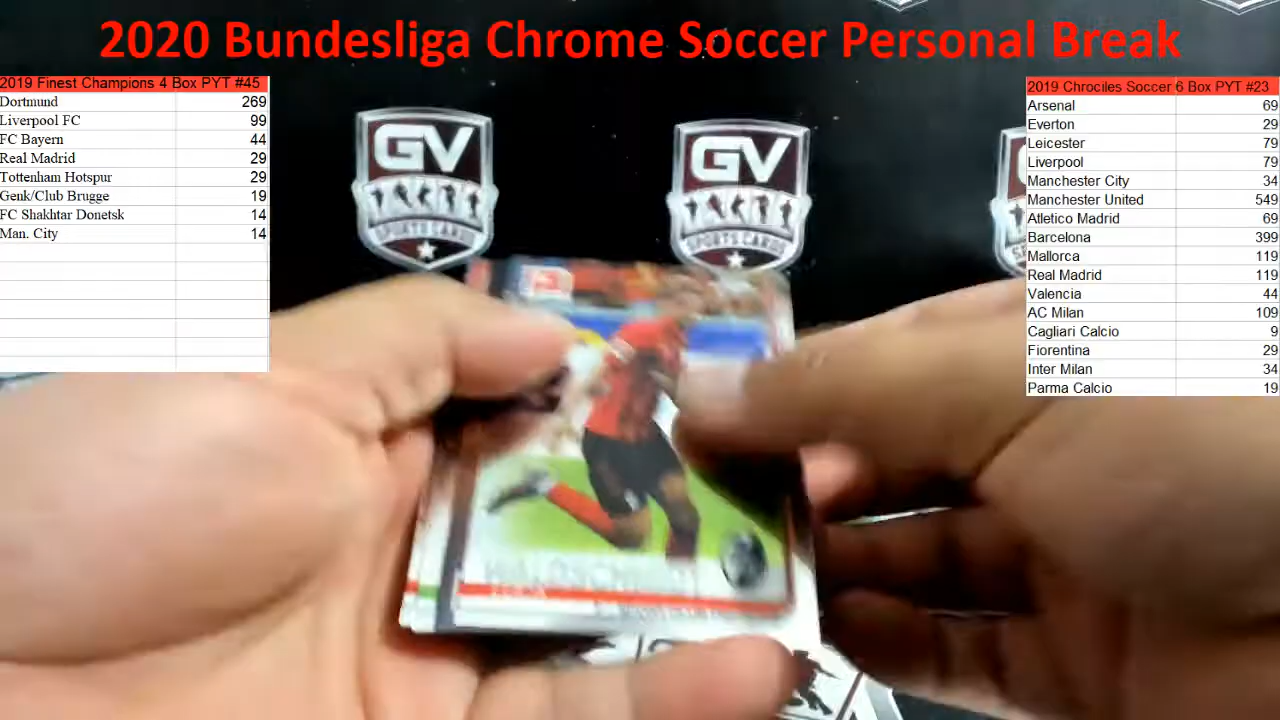 2020 Bundesliga Chrome Soccer Personal Break
2019 Finest Champions 4 Box PYT #45
Dortmund 269
Liverpool FC 99
FC Bayern 44
Real Madrid 29
Tottenham Hotspur 29
Genk/Club Brugge 19
FC Shakhtar Donetsk 14
Man. City 14
2019 Chrociles Soccer 6 Box PYT #23
Arsenal 69
Everton 29
Leicester 79
Liverpool 79
Manchester City 34
Manchester United 549
Atletico Madrid 69
Barcelona 399
Mallorca 119
Real Madrid 119
Valencia 44
AC Milan 109
Cagliari Calcio 9
Fiorentina 29
Inter Milan 34
Parma Calcio 19
GV
SPORTS CARDS
GV
SPORTS CARDS